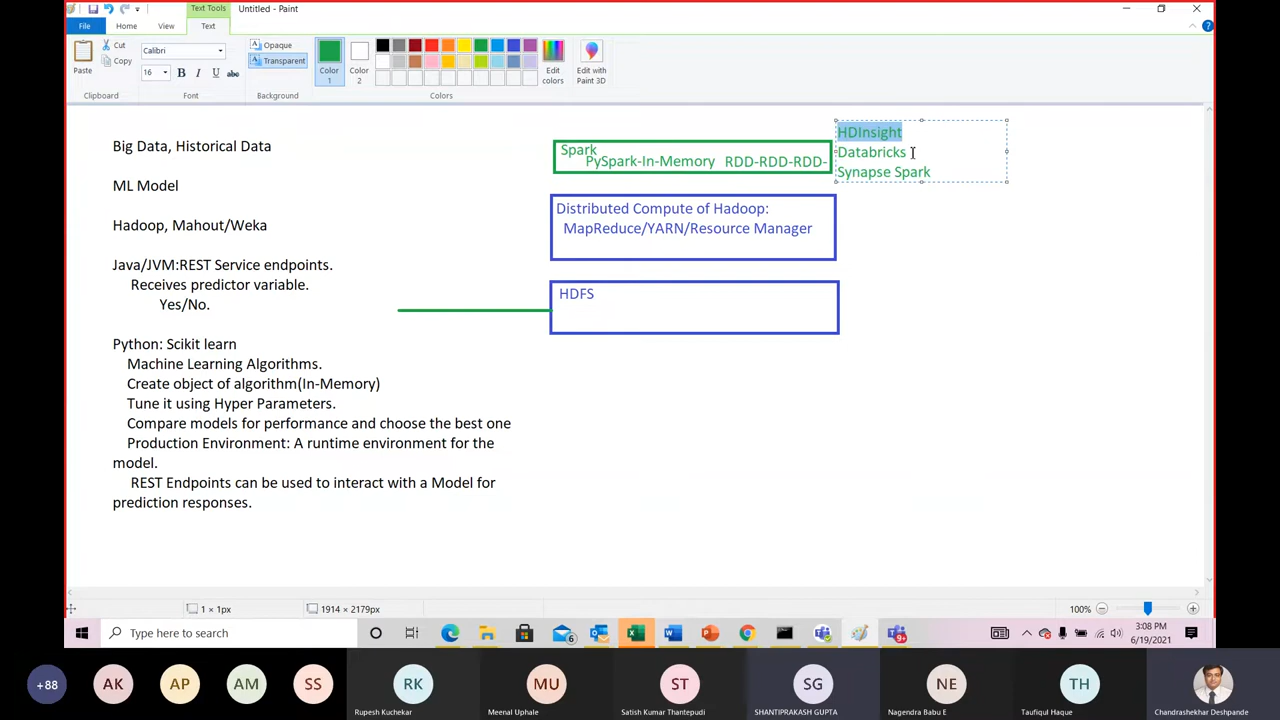 Text Tools
Untitled - Paint
File
Home
View
Text
Paste
Cut
Copy
Clipboard
Calibri
16
B
I
U
abc
Font
A
Opaque
A
Transparent
Background
Color
1
Color
2
Edit
colors
Edit with
Paint 3D
Colors
Big Data, Historical Data
ML Model
Hadoop, Mahout/Weka
Java/JVM:REST Service endpoints.
Receives predictor variable.
Yes/No.
Python: Scikit learn
Machine Learning Algorithms.
Create object of algorithm(In-Memory)
Tune it using Hyper Parameters.
Compare models for performance and choose the best one
Production Environment: A runtime environment for the
model.
REST Endpoints can be used to interact with a Model for
prediction responses.
Spark
PySpark-In-Memory RDD-RDD-RDD-
HDInsight
Databricks
Synapse Spark
Distributed Compute of Hadoop:
MapReduce/YARN/Resource Manager
HDFS
1 × 1px
1914 × 2179px
100%
Type here to search
6
9+
3:08 PM
6/19/2021
+88
AK
AP
AM
SS
RK
Rupesh Kuchekar
MU
Meenal Uphale
ST
Satish Kumar Thantepudi
SG
SHANTIPRAKASH GUPTA
NE
Nagendra Babu E
TH
Taufiqul Haque
Chandrashekhar Deshpande